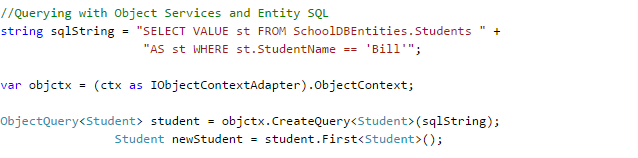 //Querying with Object Services and Entity SQL
string sqlString = "SELECT VALUE st FROM SchoolDBEntities.Students " +
"AS st WHERE st.StudentName == 'Bill'";
var objctx = (ctx as IObjectContextAdapter).ObjectContext;
ObjectQuery<Student> student = objctx.CreateQuery<Student>(sqlString);
Student newStudent = student.First<Student>();